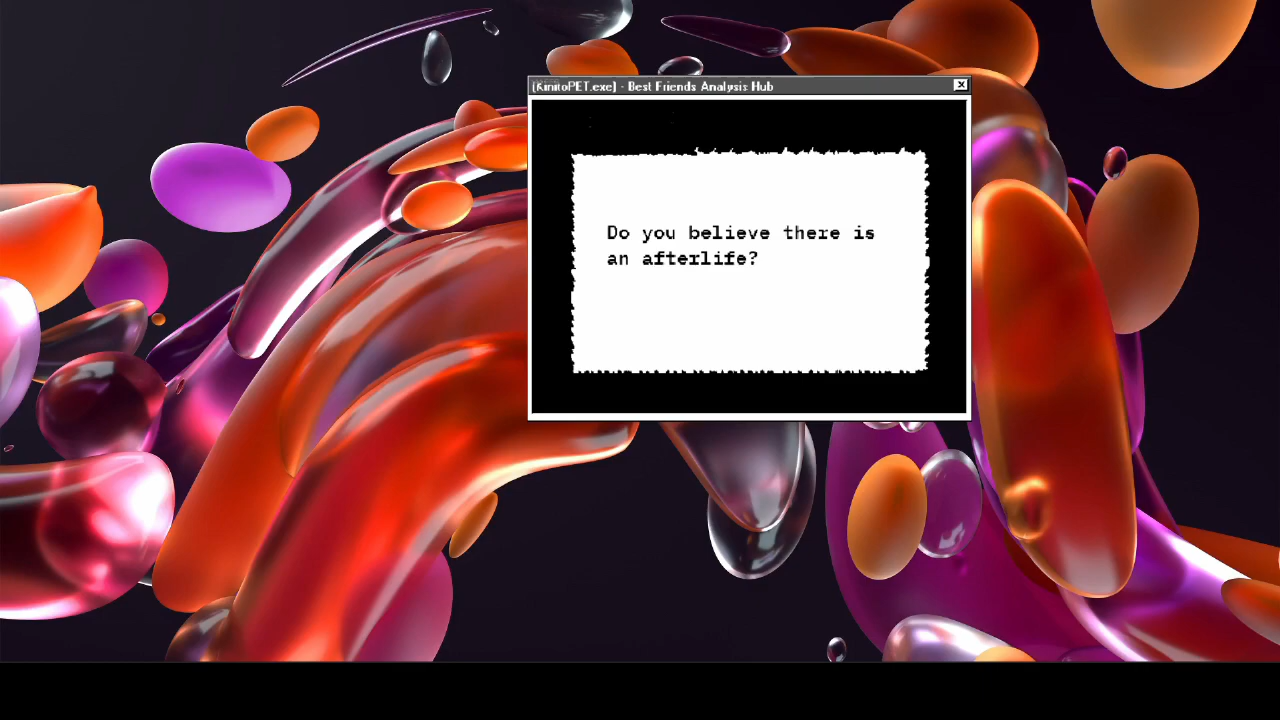 [KinitoPET.exe] - Best Friends Analysis Hub
Do you believe there is
an afterlife?